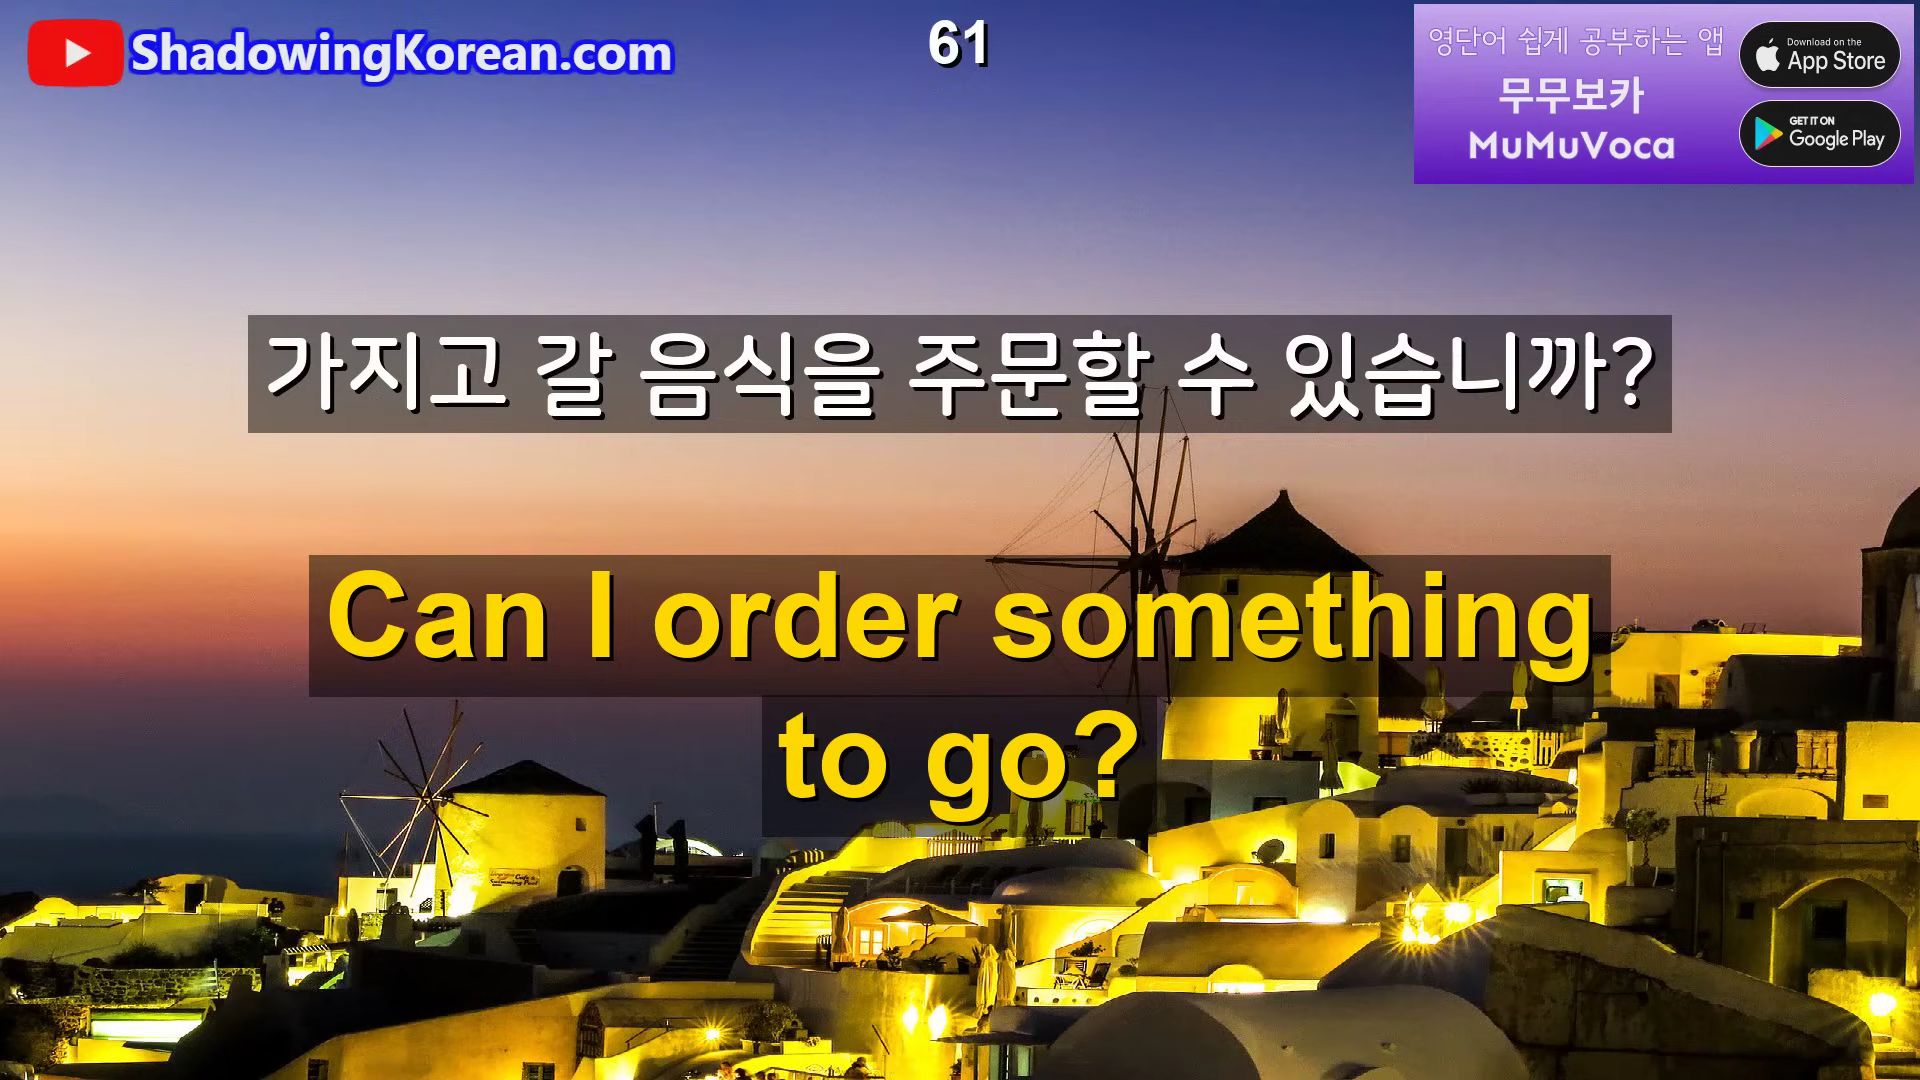 ShadowingKorean.com
61
영단어 쉽게 공부하는 앱
무무보카
MuMuVoca
Download on the
App Store
GET IT ON
Google Play
가지고 갈 음식을 주문할 수 있습니까?
Can I order something
to go?